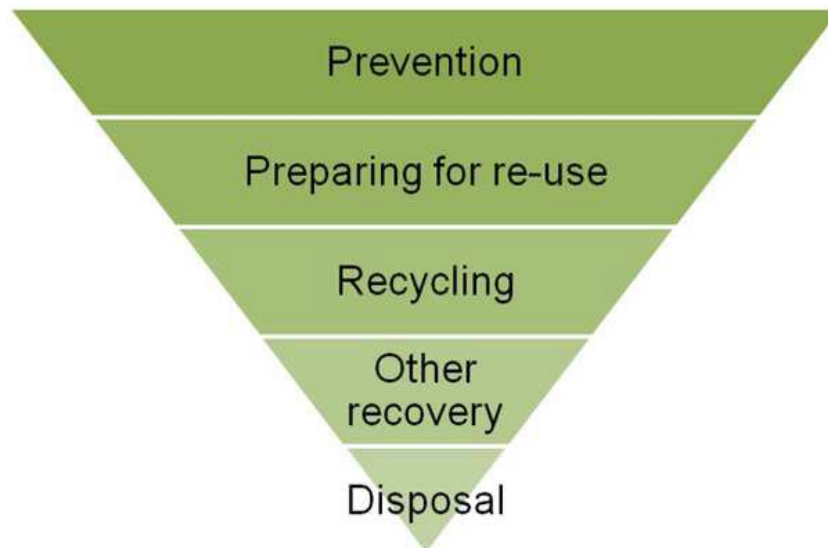 Prevention
Preparing for re-use
Recycling
Other
recovery
Disposal